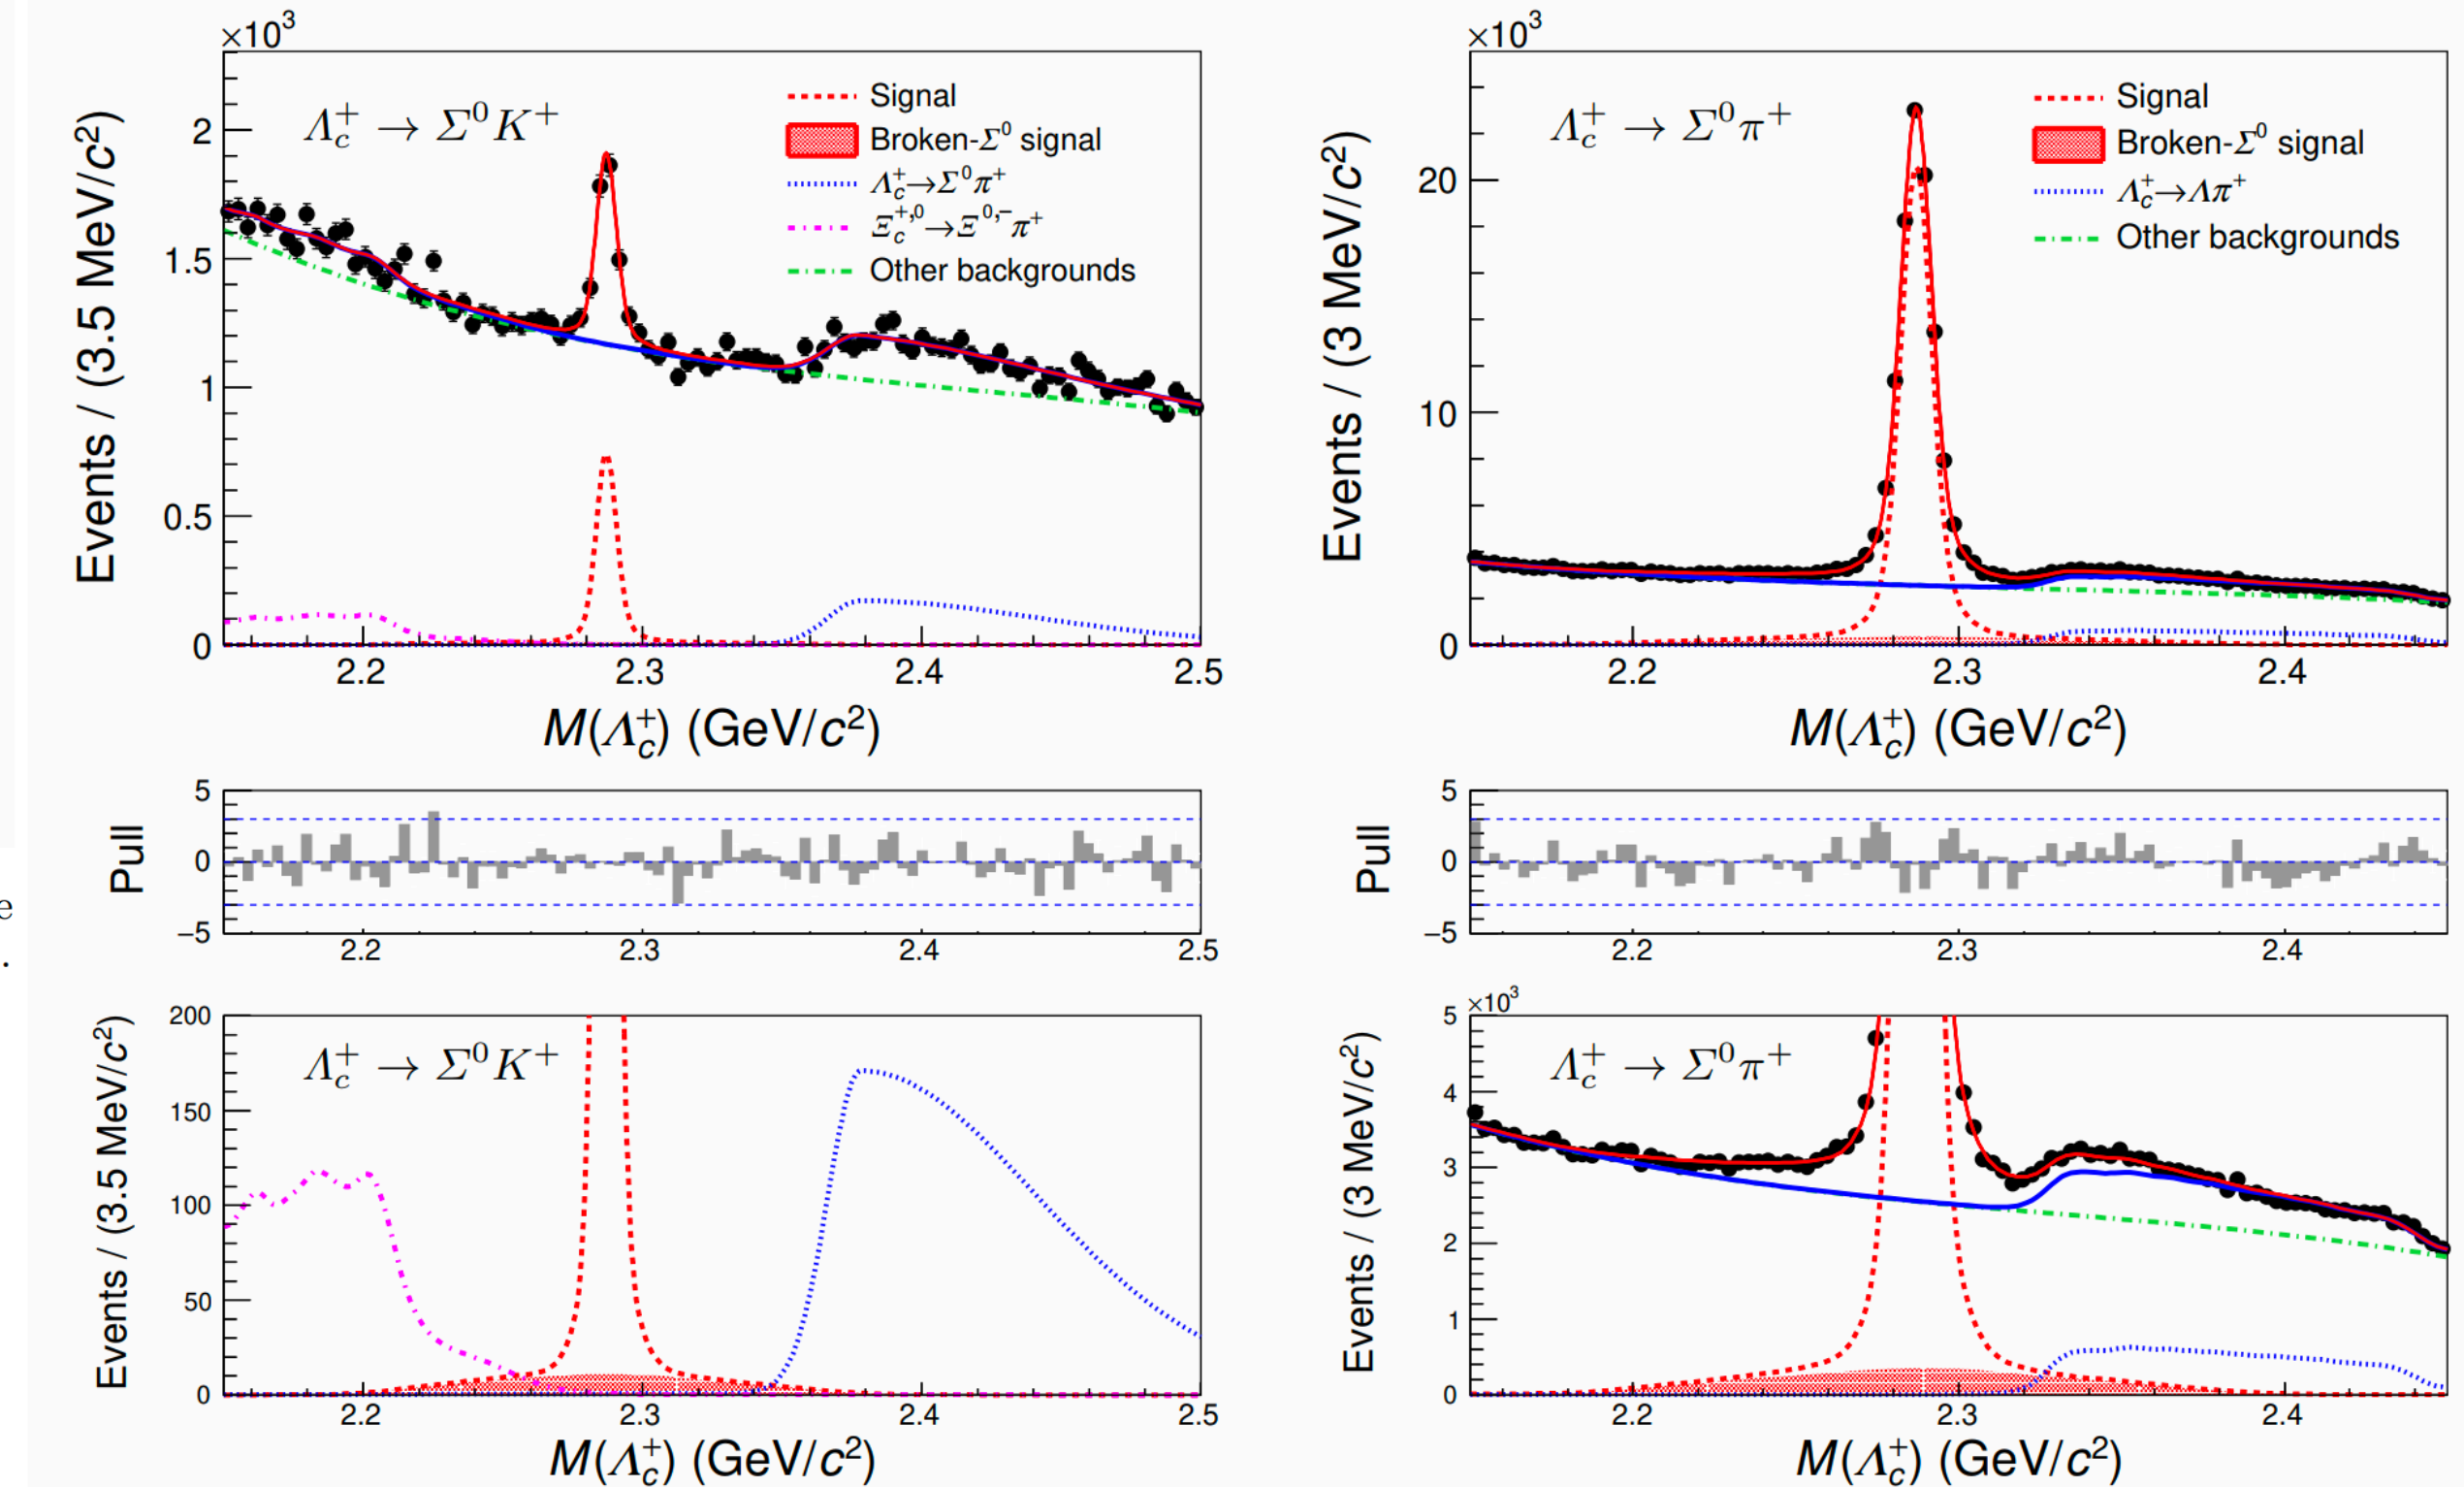 ×10³
Events / (3.5 MeV/c²)
2
1.5
1
0.5
0
Λc⁺ → Σ⁰K⁺
Signal
Broken-Σ⁰ signal
Λc⁺→Σ⁰π⁺
Ξc⁺,⁰→Ξ⁰,⁻π⁺
Other backgrounds
2.2 2.3 2.4 2.5
M(Λc⁺) (GeV/c²)
×10³
Events / (3 MeV/c²)
20
10
0
Λc⁺ → Σ⁰π⁺
Signal
Broken-Σ⁰ signal
Λc⁺→Λπ⁺
Other backgrounds
2.2 2.3 2.4
M(Λc⁺) (GeV/c²)
Pull
5
0
−5
2.2 2.3 2.4 2.5
Pull
5
0
−5
2.2 2.3 2.4
e
.
Events / (3.5 MeV/c²)
200
150
100
50
0
Λc⁺ → Σ⁰K⁺
2.2 2.3 2.4 2.5
M(Λc⁺) (GeV/c²)
×10³
Events / (3 MeV/c²)
5
4
3
2
1
0
Λc⁺ → Σ⁰π⁺
2.2 2.3 2.4
M(Λc⁺) (GeV/c²)